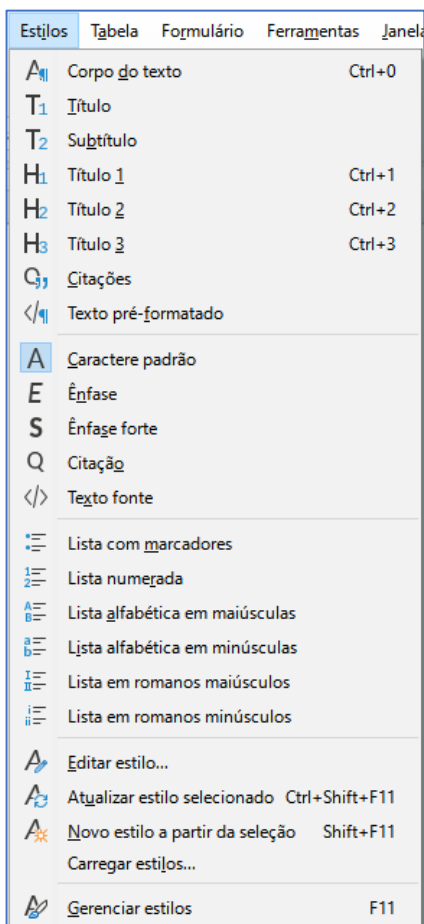 Estilos Tabela Formulário Ferramentas Janela
Corpo do texto Ctrl+0
Título
Subtítulo
Título 1 Ctrl+1
Título 2 Ctrl+2
Título 3 Ctrl+3
Citações
Texto pré-formatado
Caractere padrão
Ênfase
Ênfase forte
Citação
Texto fonte
Lista com marcadores
Lista numerada
Lista alfabética em maiúsculas
Lista alfabética em minúsculas
Lista em romanos maiúsculos
Lista em romanos minúsculos
Editar estilo...
Atualizar estilo selecionado Ctrl+Shift+F11
Novo estilo a partir da seleção Shift+F11
Carregar estilos...
Gerenciar estilos F11